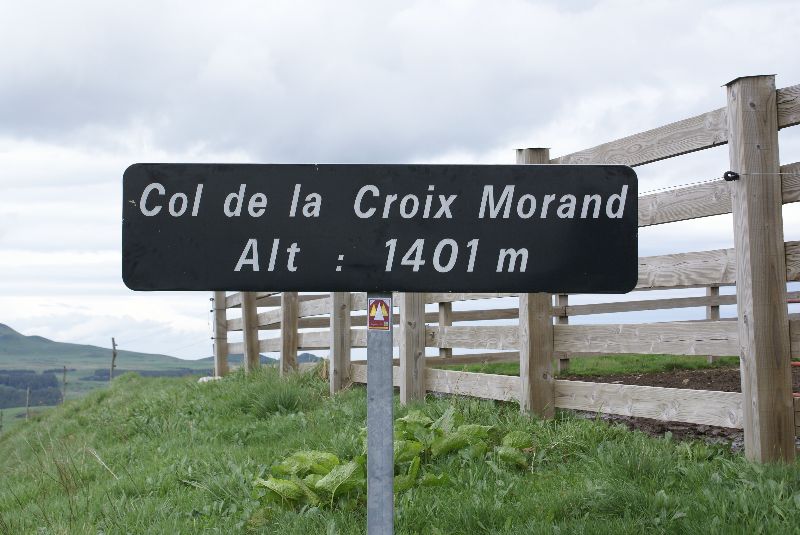 Col de la Croix Morand
Alt : 1401 m